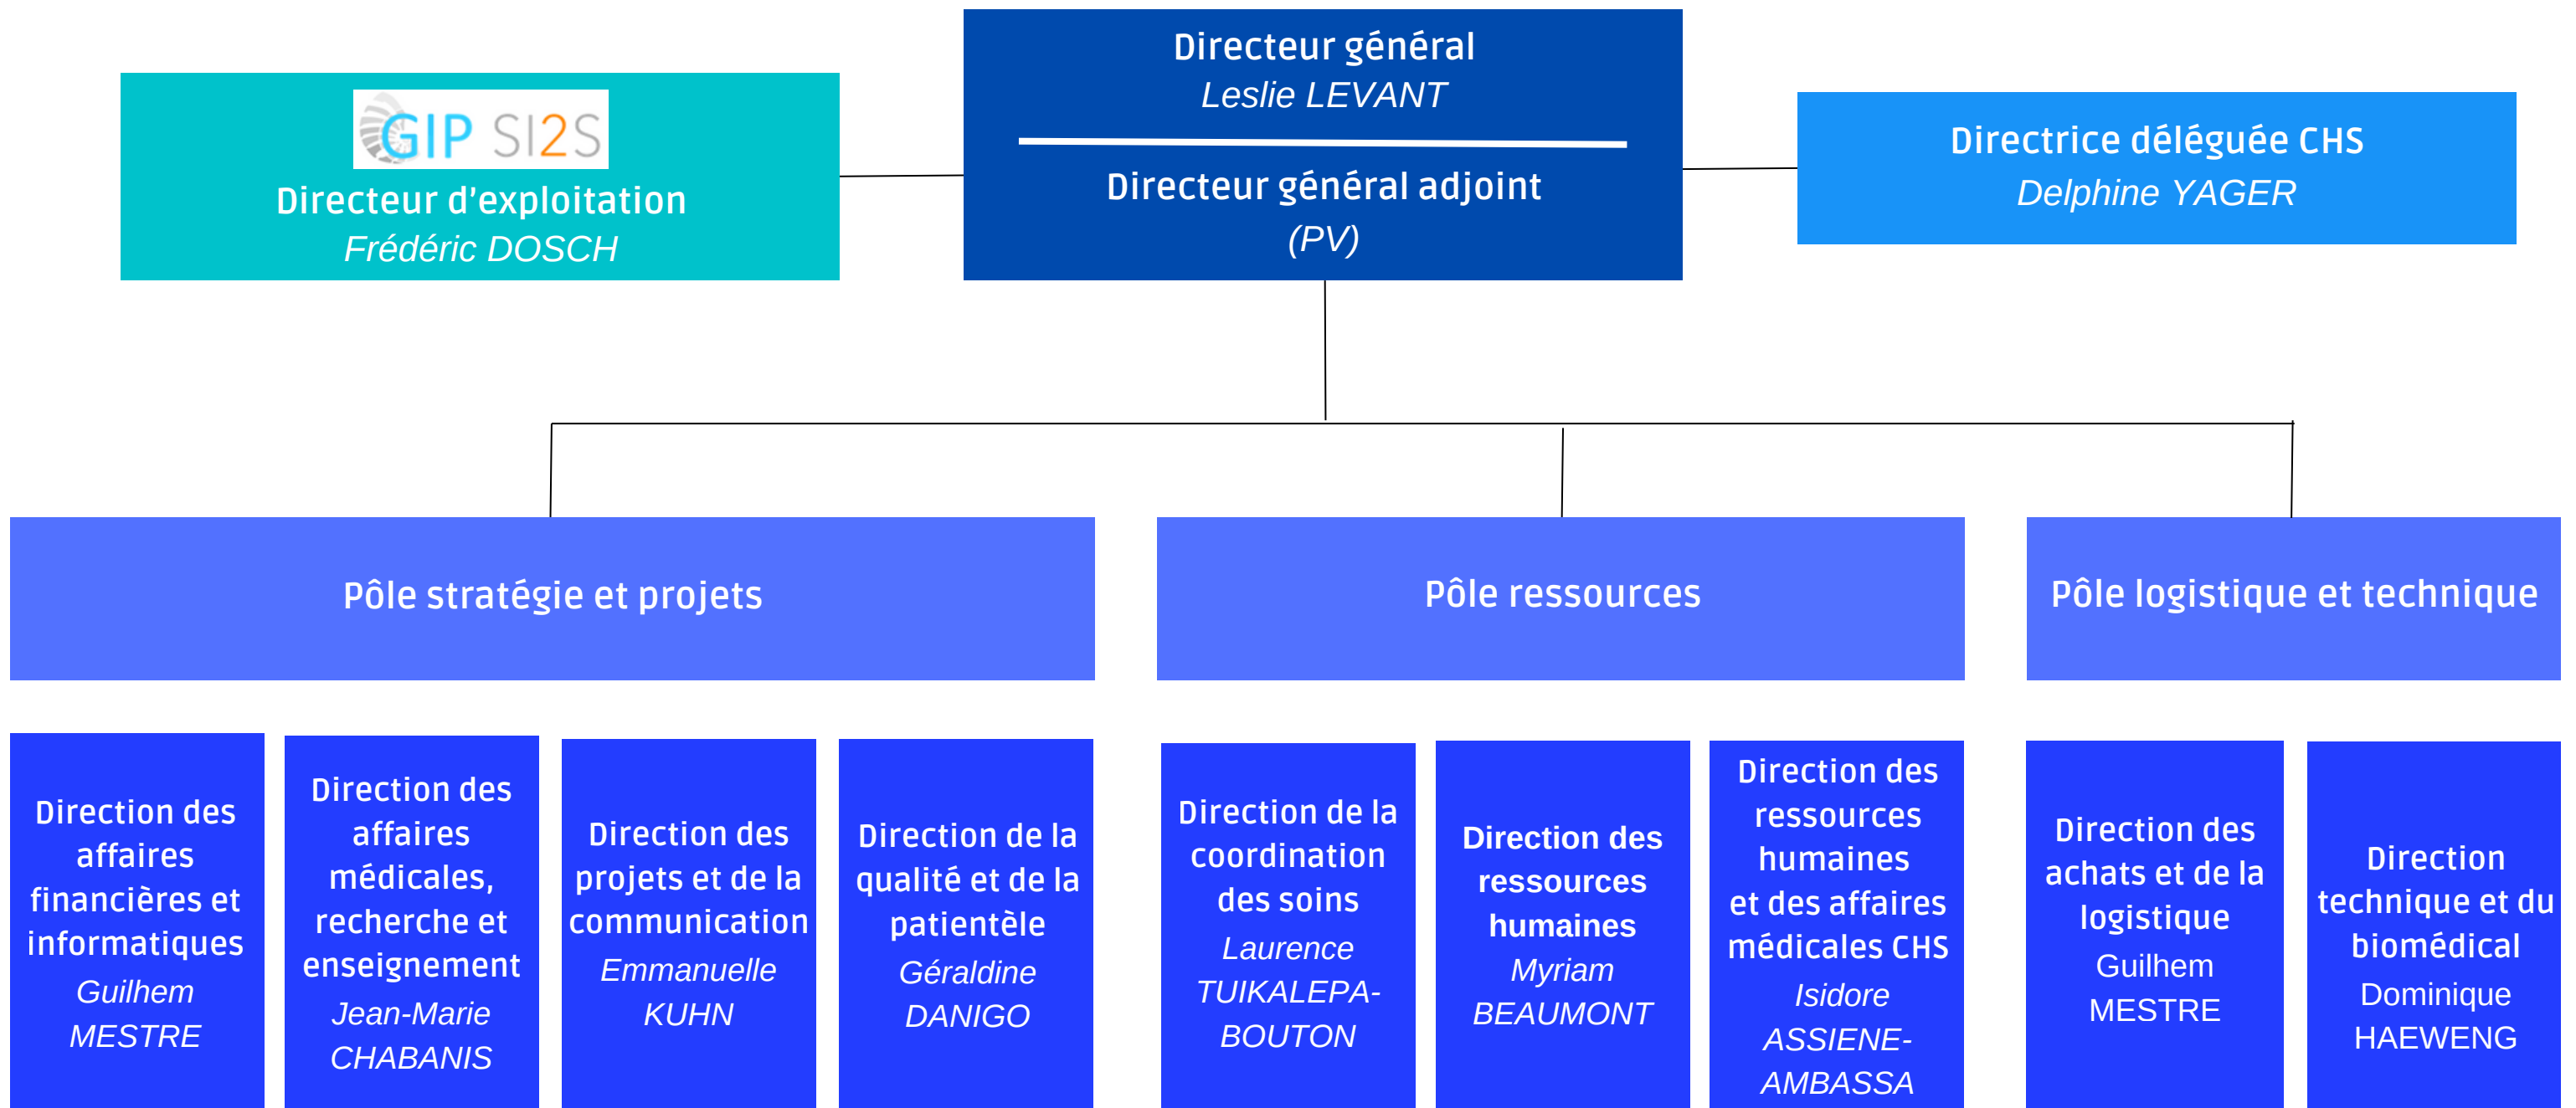 Directeur général
Leslie LEVANT
Directeur général adjoint
(PV)
GIP SI2S
Directeur d’exploitation
Frédéric DOSCH
Directrice déléguée CHS
Delphine YAGER
Pôle stratégie et projets
Pôle ressources
Pôle logistique et technique
Direction des
affaires
financières et
informatiques
Guilhem
MESTRE
Direction des
affaires
médicales,
recherche et
enseignement
Jean-Marie
CHABANIS
Direction des
projets et de la
communication
Emmanuelle
KUHN
Direction de la
qualité et de la
patientèle
Géraldine
DANIGO
Direction de la
coordination
des soins
Laurence
TUIKALEPA-
BOUTON
Direction des
ressources
humaines
Myriam
BEAUMONT
Direction des
ressources
humaines
et des affaires
médicales CHS
Isidore
ASSIENE-
AMBASSA
Direction des
achats et de la
logistique
Guilhem
MESTRE
Direction
technique et du
biomédical
Dominique
HAEWENG